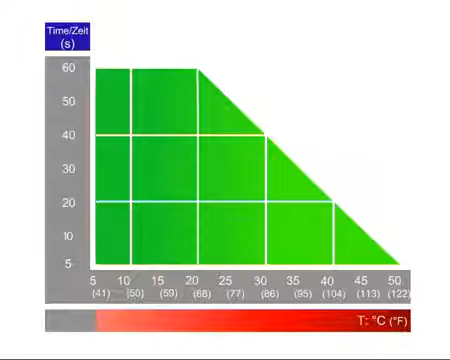 Time/Zeit
(s)
60
50
40
30
20
10
5
5 10 15 20 25 30 35 40 45 50
(41) (50) (59) (68) (77) (86) (95) (104) (113) (122)
T: °C (°F)